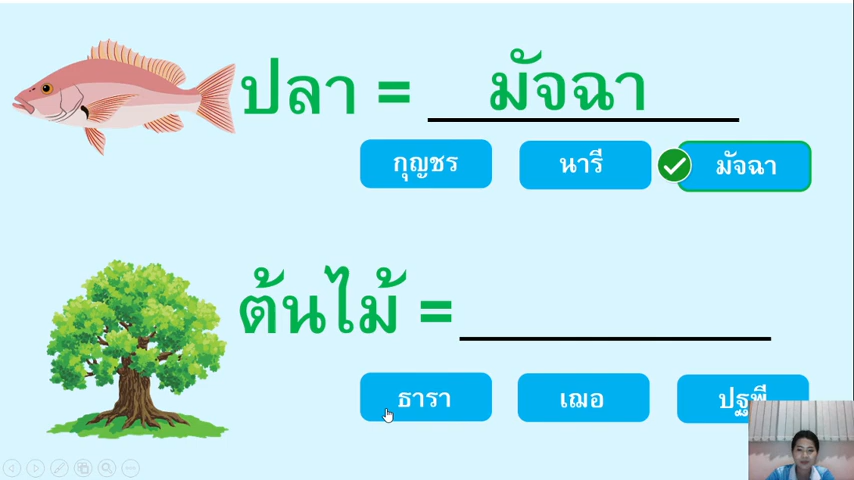 ปลา = มัจฉา
กุญชร นารี มัจฉา
ต้นไม้ =
ธารา เฌอ ปฐพี